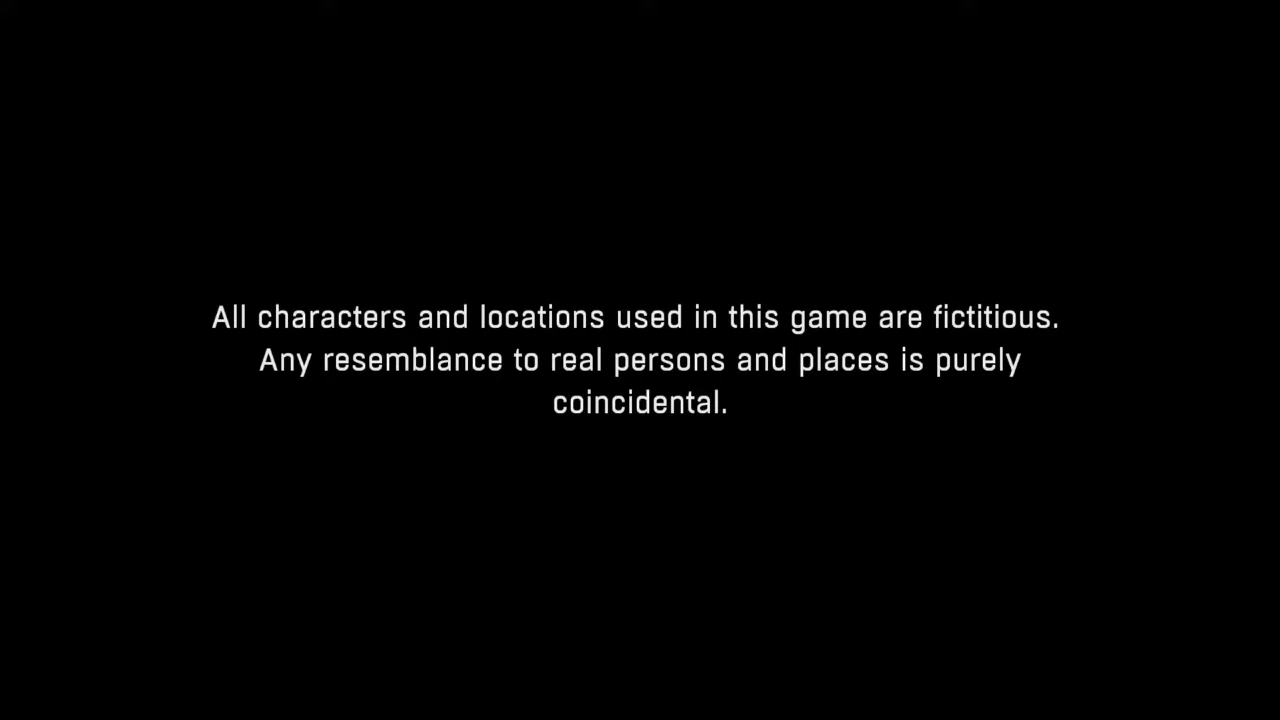 All characters and locations used in this game are fictitious.
Any resemblance to real persons and places is purely
coincidental.